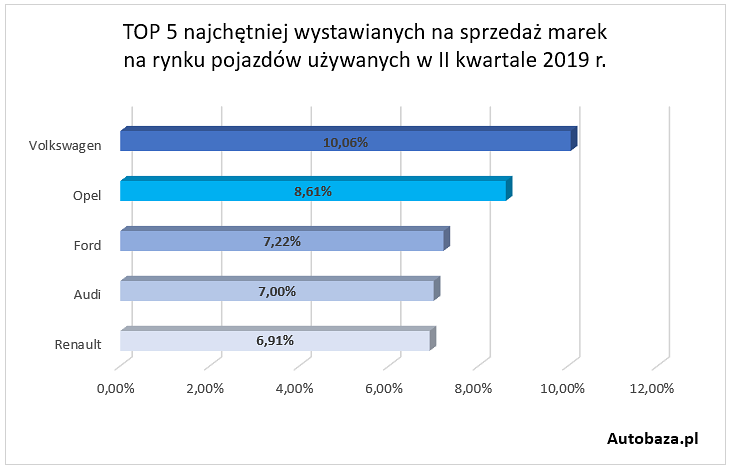 TOP 5 najchętniej wystawianych na sprzedaż marek
na rynku pojazdów używanych w II kwartale 2019 r.
Volkswagen 10,06%
Opel 8,61%
Ford 7,22%
Audi 7,00%
Renault 6,91%
0,00% 2,00% 4,00% 6,00% 8,00% 10,00% 12,00%
Autobaza.pl